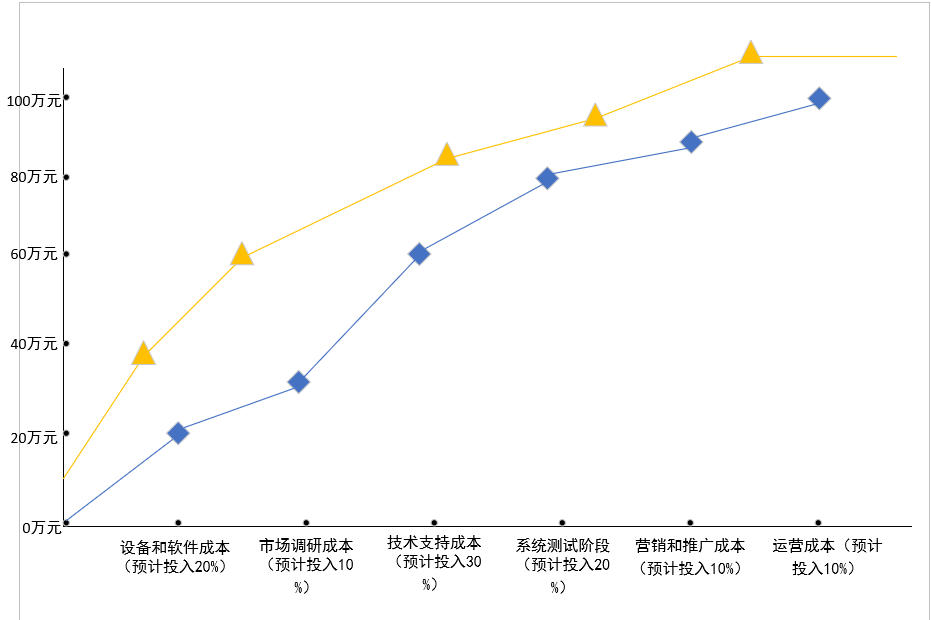 100万元
80万元
60万元
40万元
20万元
0万元
设备和软件成本
（预计投入20%）
市场调研成本
（预计投入10
%）
技术支持成本
（预计投入30
%）
系统测试阶段
（预计投入20
%）
营销和推广成本
（预计投入10%）
运营成本（预计
投入10%）